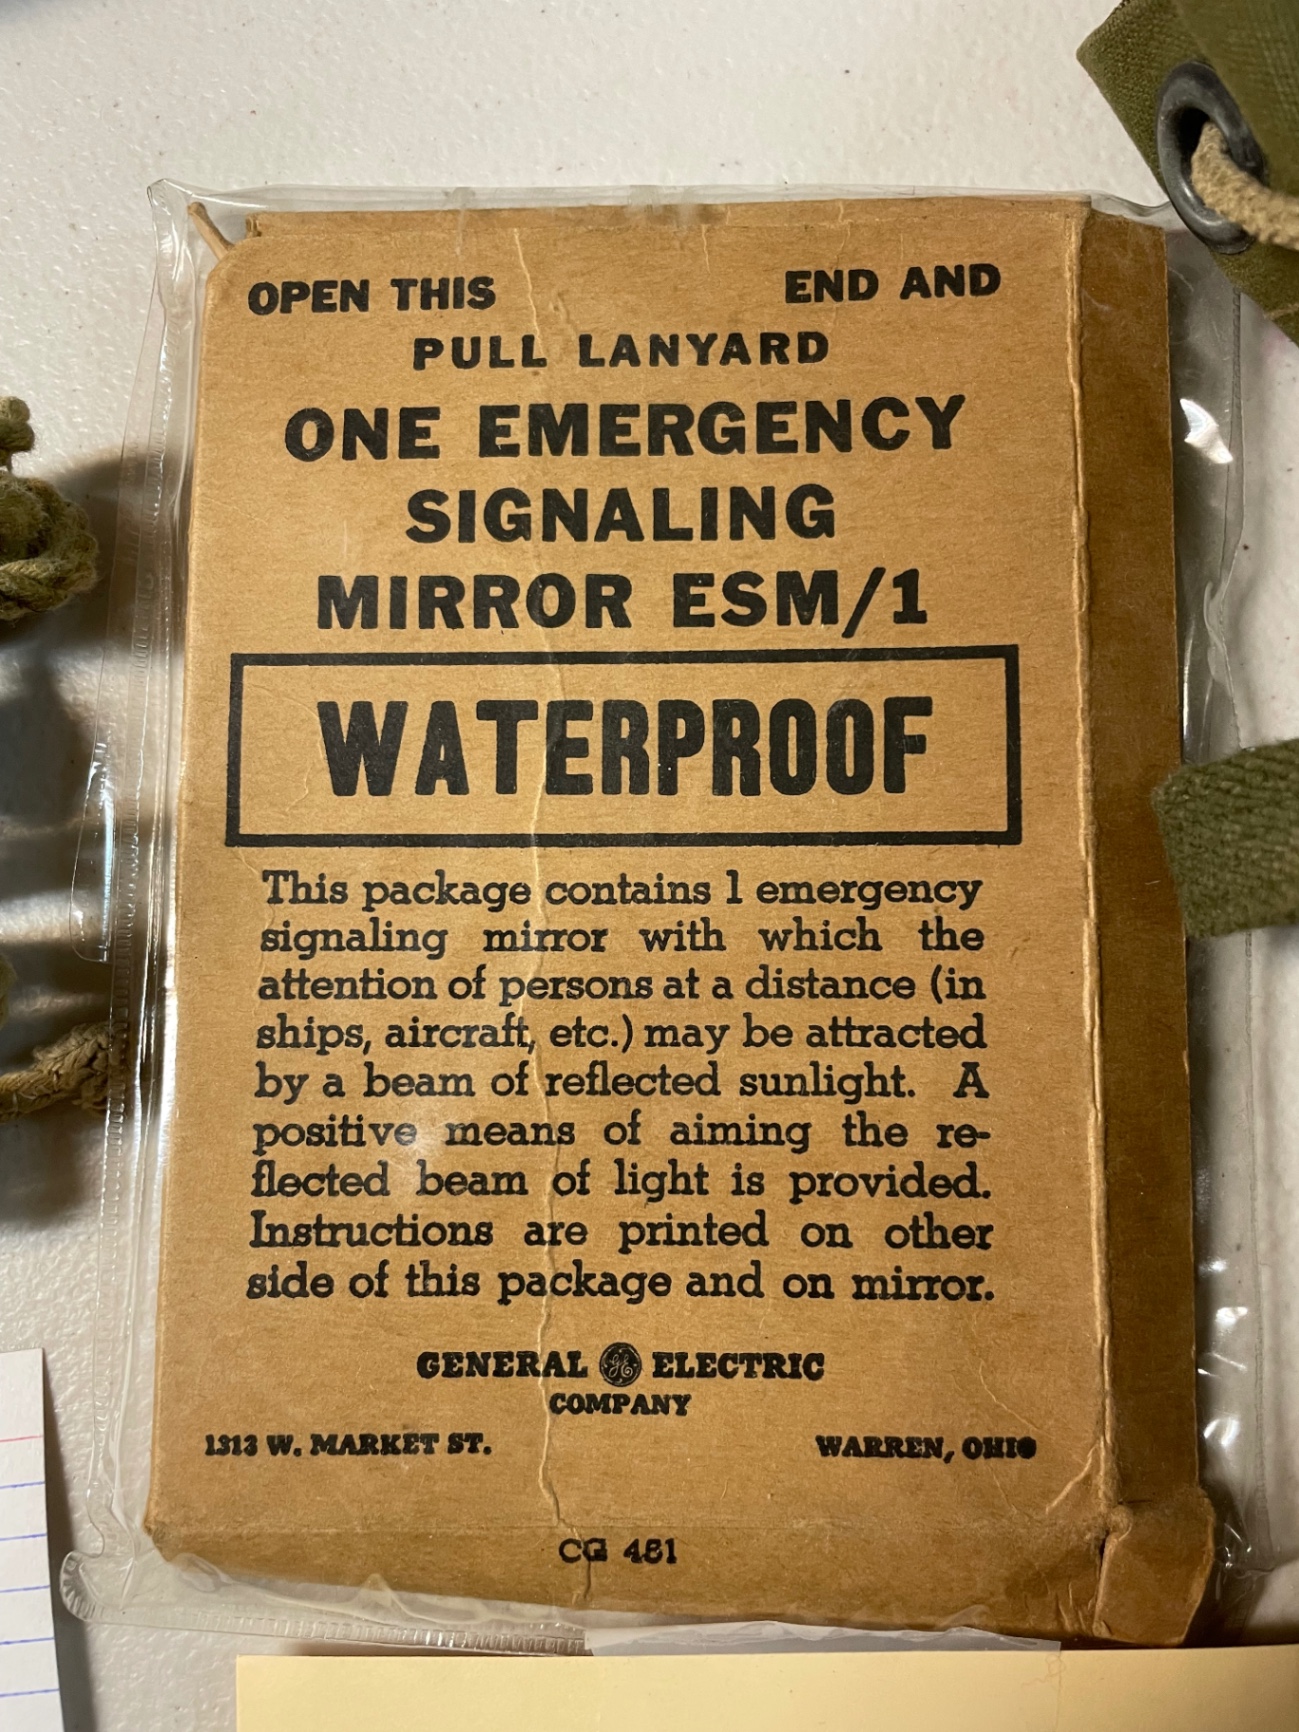 OPEN THIS END AND
PULL LANYARD
ONE EMERGENCY
SIGNALING
MIRROR ESM/1
WATERPROOF
This package contains 1 emergency
signaling mirror with which the
attention of persons at a distance (in
ships, aircraft, etc.) may be attracted
by a beam of reflected sunlight. A
positive means of aiming the re-
flected beam of light is provided.
Instructions are printed on other
side of this package and on mirror.
GENERAL GE ELECTRIC
COMPANY
1313 W. MARKET ST. WARREN, OHIO
CG 461